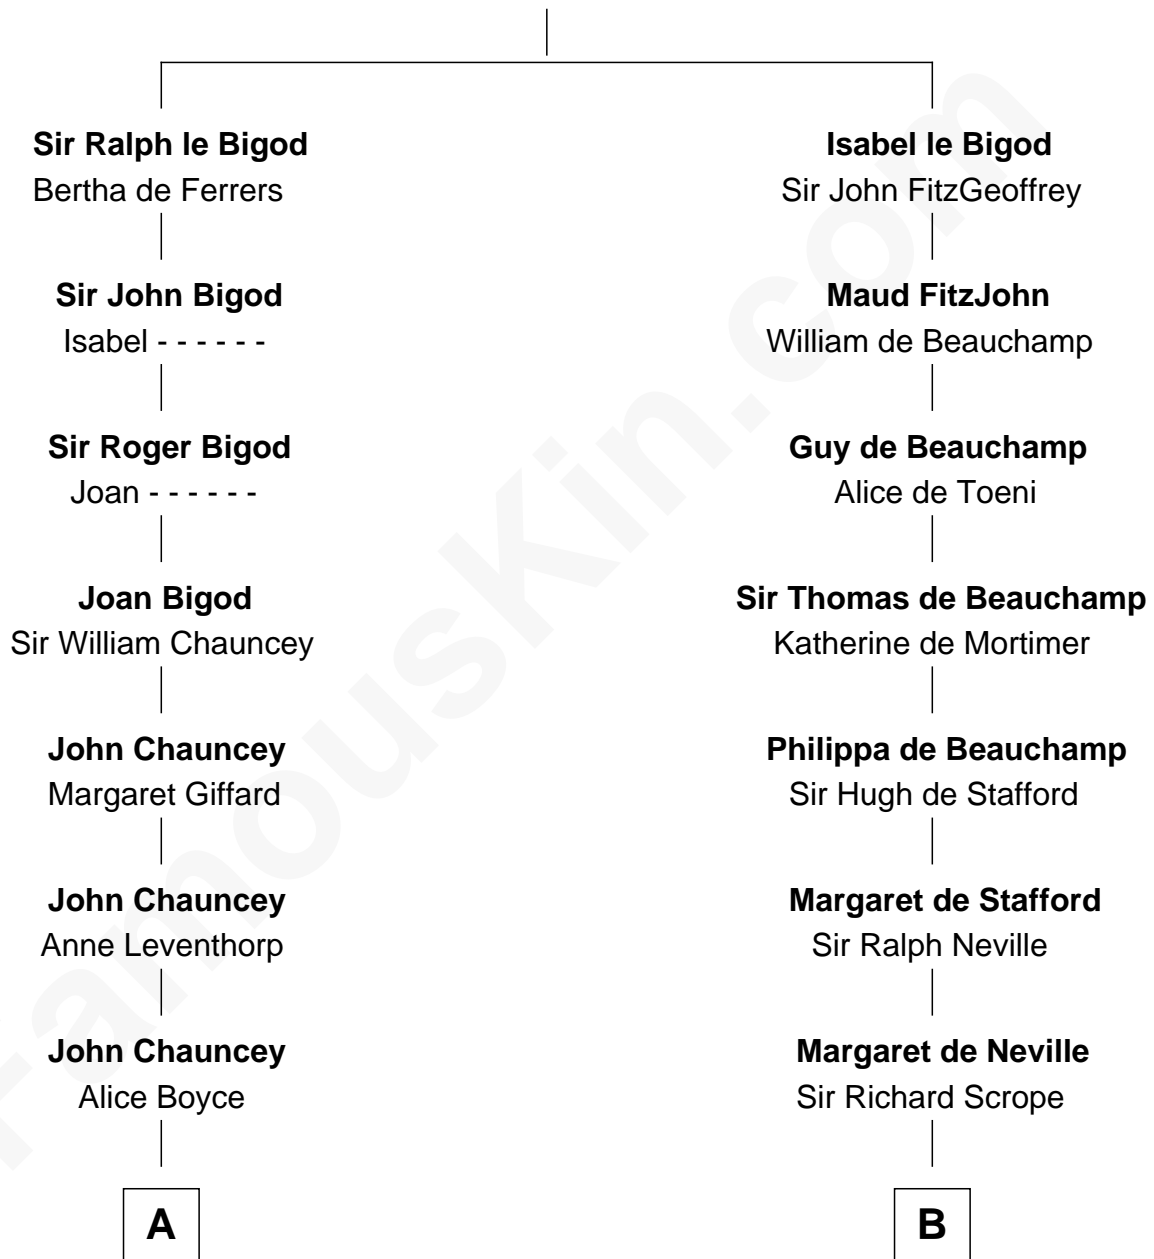 Sir Ralph le Bigod
Bertha de Ferrers
Sir John Bigod
Isabel - - - - - -
Sir Roger Bigod
Joan - - - - - -
Joan Bigod
Sir William Chauncey
John Chauncey
Margaret Giffard
John Chauncey
Anne Leventhorp
John Chauncey
Alice Boyce
A
Isabel le Bigod
Sir John FitzGeoffrey
Maud FitzJohn
William de Beauchamp
Guy de Beauchamp
Alice de Toeni
Sir Thomas de Beauchamp
Katherine de Mortimer
Philippa de Beauchamp
Sir Hugh de Stafford
Margaret de Stafford
Sir Ralph Neville
Margaret de Neville
Sir Richard Scrope
B
FamousKin.com